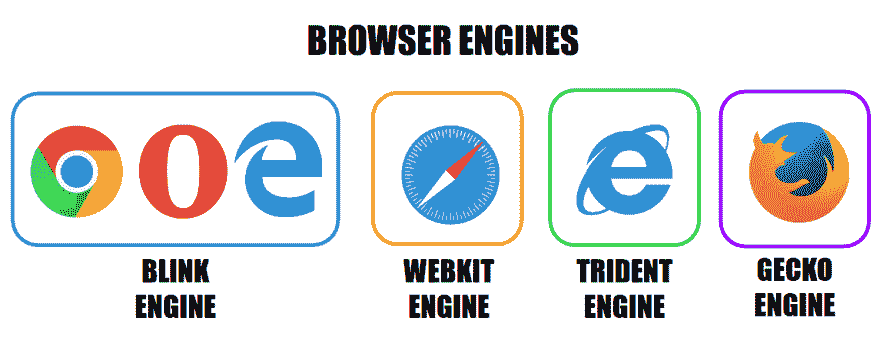 BROWSER ENGINES
BLINK
ENGINE
WEBKIT
ENGINE
TRIDENT
ENGINE
GECKO
ENGINE